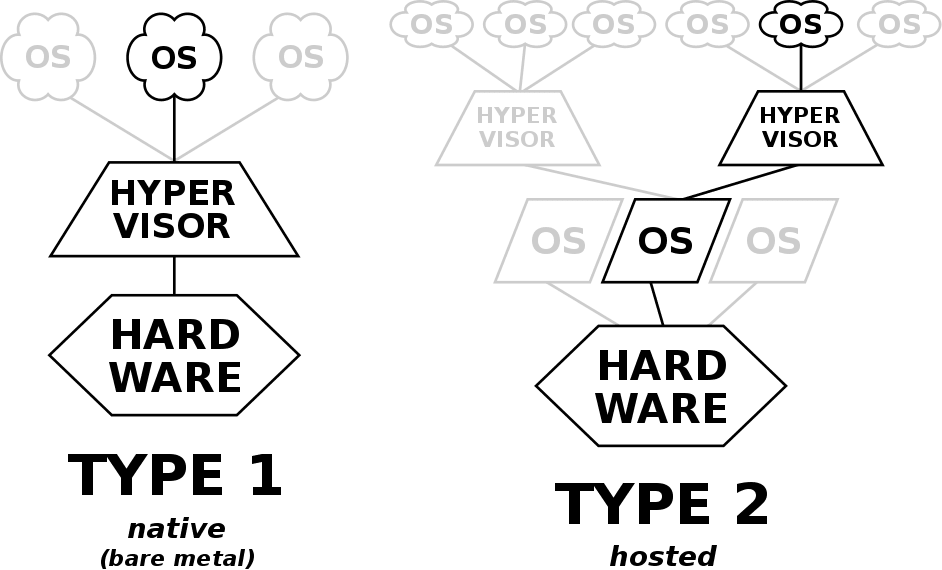 OS
OS
OS
HYPER
VISOR
HARD
WARE
TYPE 1
native
(bare metal)
OS
OS
OS
OS
OS
OS
HYPER
VISOR
HYPER
VISOR
OS
OS
OS
HARD
WARE
TYPE 2
hosted